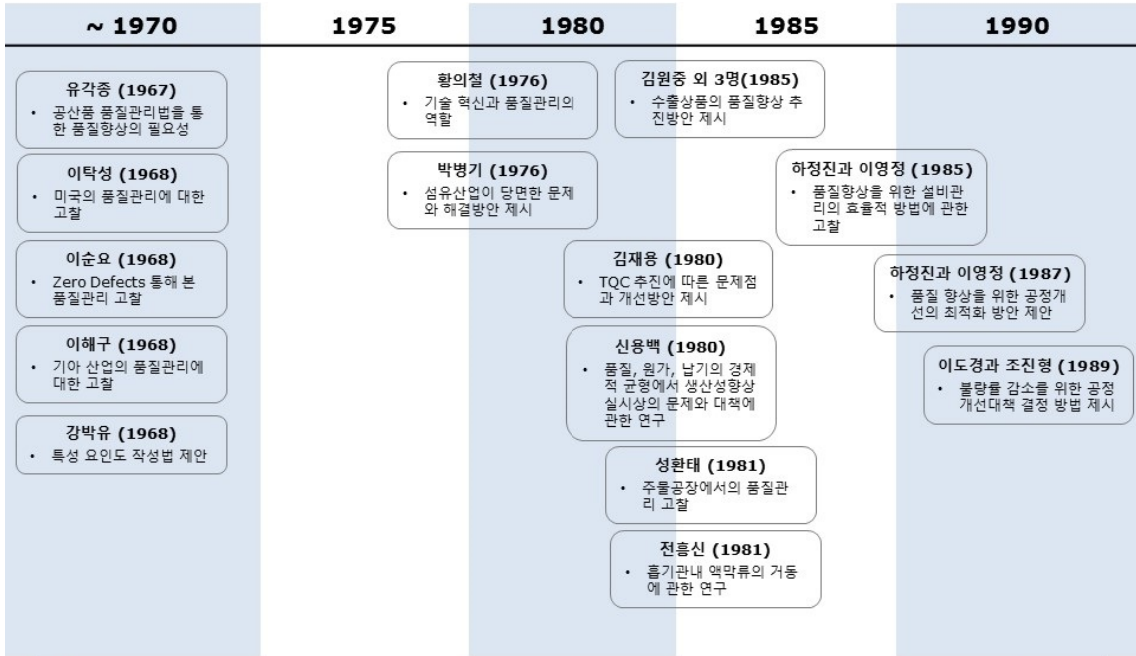 ~ 1970
1975
1980
1985
1990
유각종 (1967)
• 공산품 품질관리법을 통
한 품질향상의 필요성
이탁성 (1968)
• 미국의 품질관리에 대한
고찰
이순요 (1968)
• Zero Defects 통해 본
품질관리 고찰
이해구 (1968)
• 기아 산업의 품질관리에
대한 고찰
강박유 (1968)
• 특성 요인도 작성법 제안
황의철 (1976)
• 기술 혁신과 품질관리의
역할
박병기 (1976)
• 섬유산업이 당면한 문제
와 해결방안 제시
김원중 외 3명(1985)
• 수출상품의 품질향상 추
진방안 제시
김재용 (1980)
• TQC 추진에 따른 문제점
과 개선방안 제시
신용백 (1980)
• 품질, 원가, 납기의 경제
적 균형에서 생산성향상
실시상의 문제와 대책에
관한 연구
성환태 (1981)
• 주물공장에서의 품질관
리 고찰
전흥신 (1981)
• 흡기관내 액막류의 거동
에 관한 연구
하정진과 이영정 (1985)
• 품질향상을 위한 설비관
리의 효율적 방법에 관한
고찰
하정진과 이영정 (1987)
• 품질 향상을 위한 공정개
선의 최적화 방안 제안
이도경과 조진형 (1989)
• 불량률 감소를 위한 공정
개선대책 결정 방법 제시